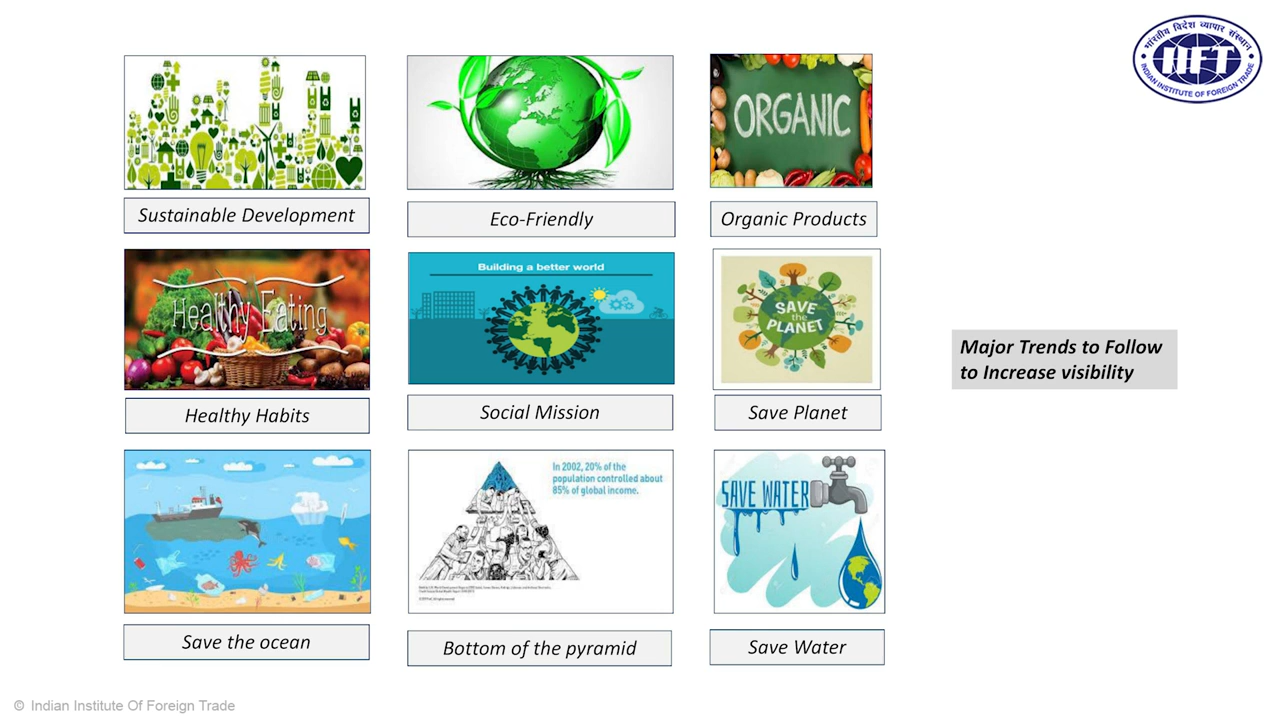 भारतीय विदेश व्यापार संस्थान
IIFT
INDIAN INSTITUTE OF FOREIGN TRADE
ORGANIC
Sustainable Development
Eco-Friendly
Organic Products
Healthy Eating
Building a better world
SAVE
the
PLANET
Major Trends to Follow
to Increase visibility
Healthy Habits
Social Mission
Save Planet
In 2002, 20% of the
population controlled about
85% of global income.
SAVE WATER
Save the ocean
Bottom of the pyramid
Save Water
© Indian Institute Of Foreign Trade